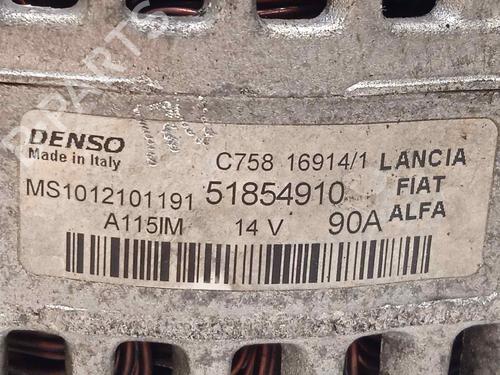 DENSO
Made in Italy
C758 16914/1 LANCIA
MS1012101191 51854910 FIAT
A115IM 14 V 90A ALFA